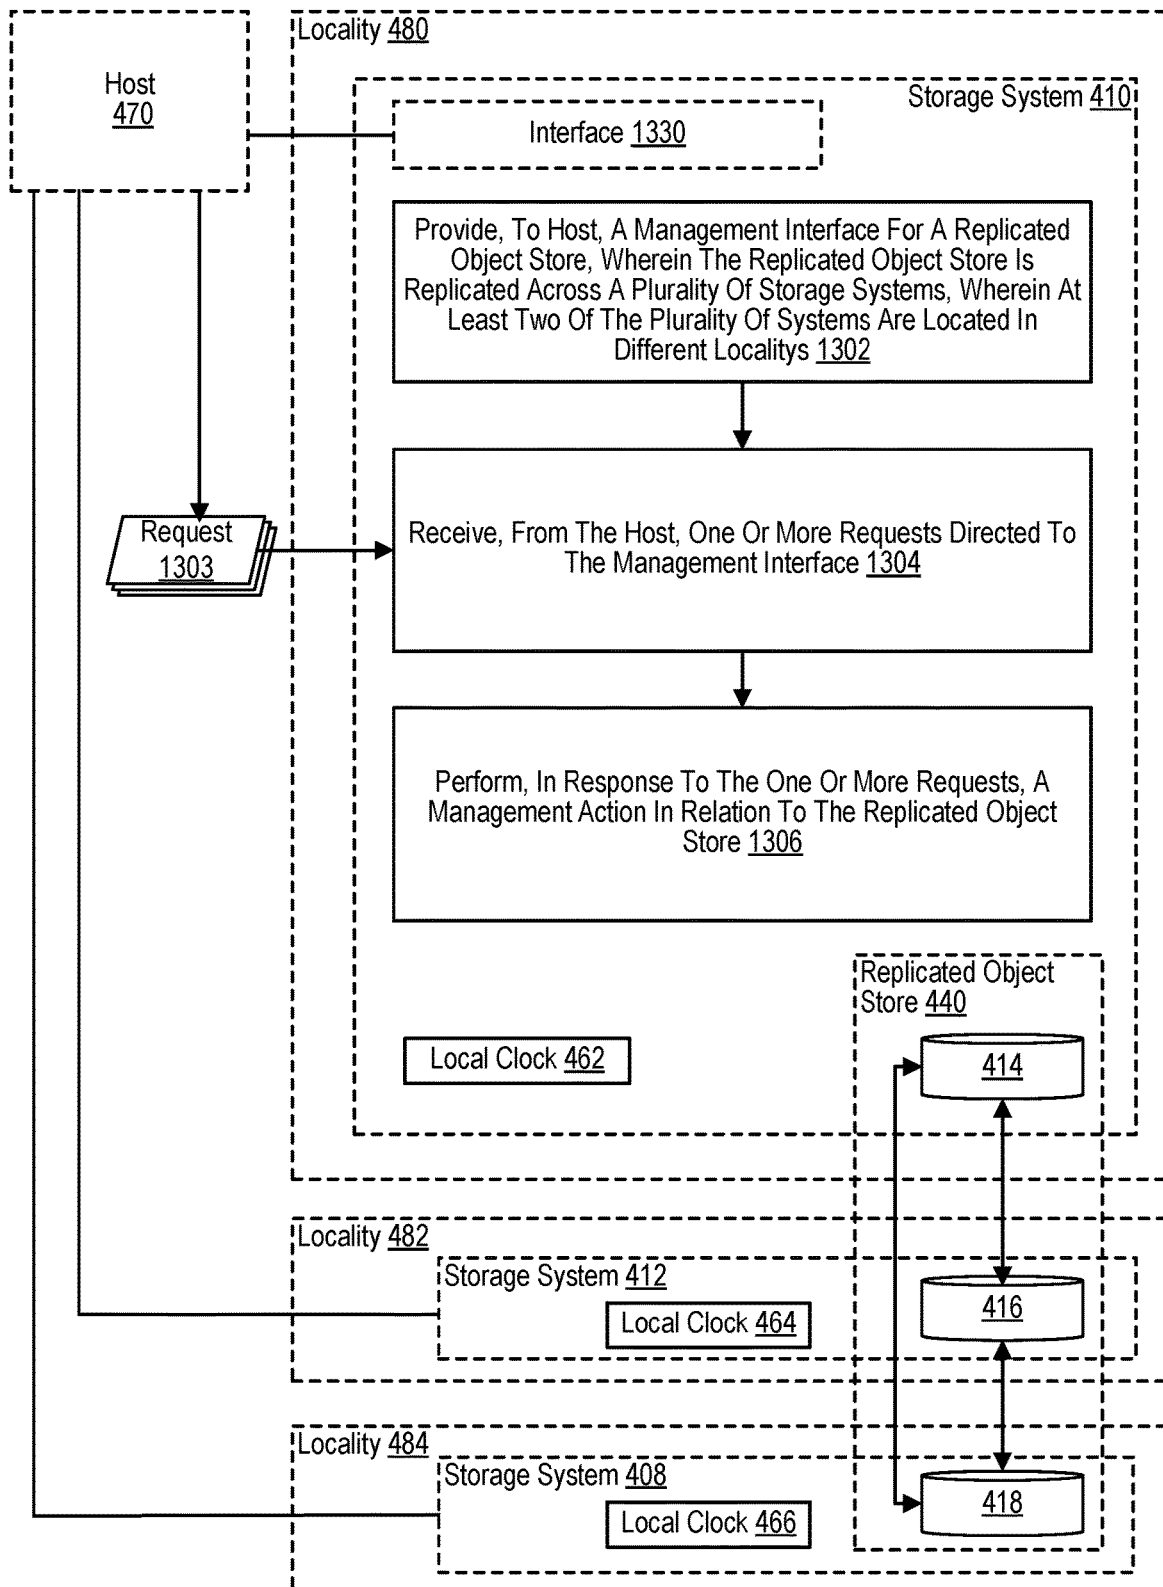 Host
470
Locality 480
Storage System 410
Interface 1330
Provide, To Host, A Management Interface For A Replicated
Object Store, Wherein The Replicated Object Store Is
Replicated Across A Plurality Of Storage Systems, Wherein At
Least Two Of The Plurality Of Systems Are Located In
Different Localitys 1302
Request
1303
Receive, From The Host, One Or More Requests Directed To
The Management Interface 1304
Perform, In Response To The One Or More Requests, A
Management Action In Relation To The Replicated Object
Store 1306
Replicated Object
Store 440
Local Clock 462
414
Locality 482
Storage System 412
Local Clock 464
416
Locality 484
Storage System 408
Local Clock 466
418